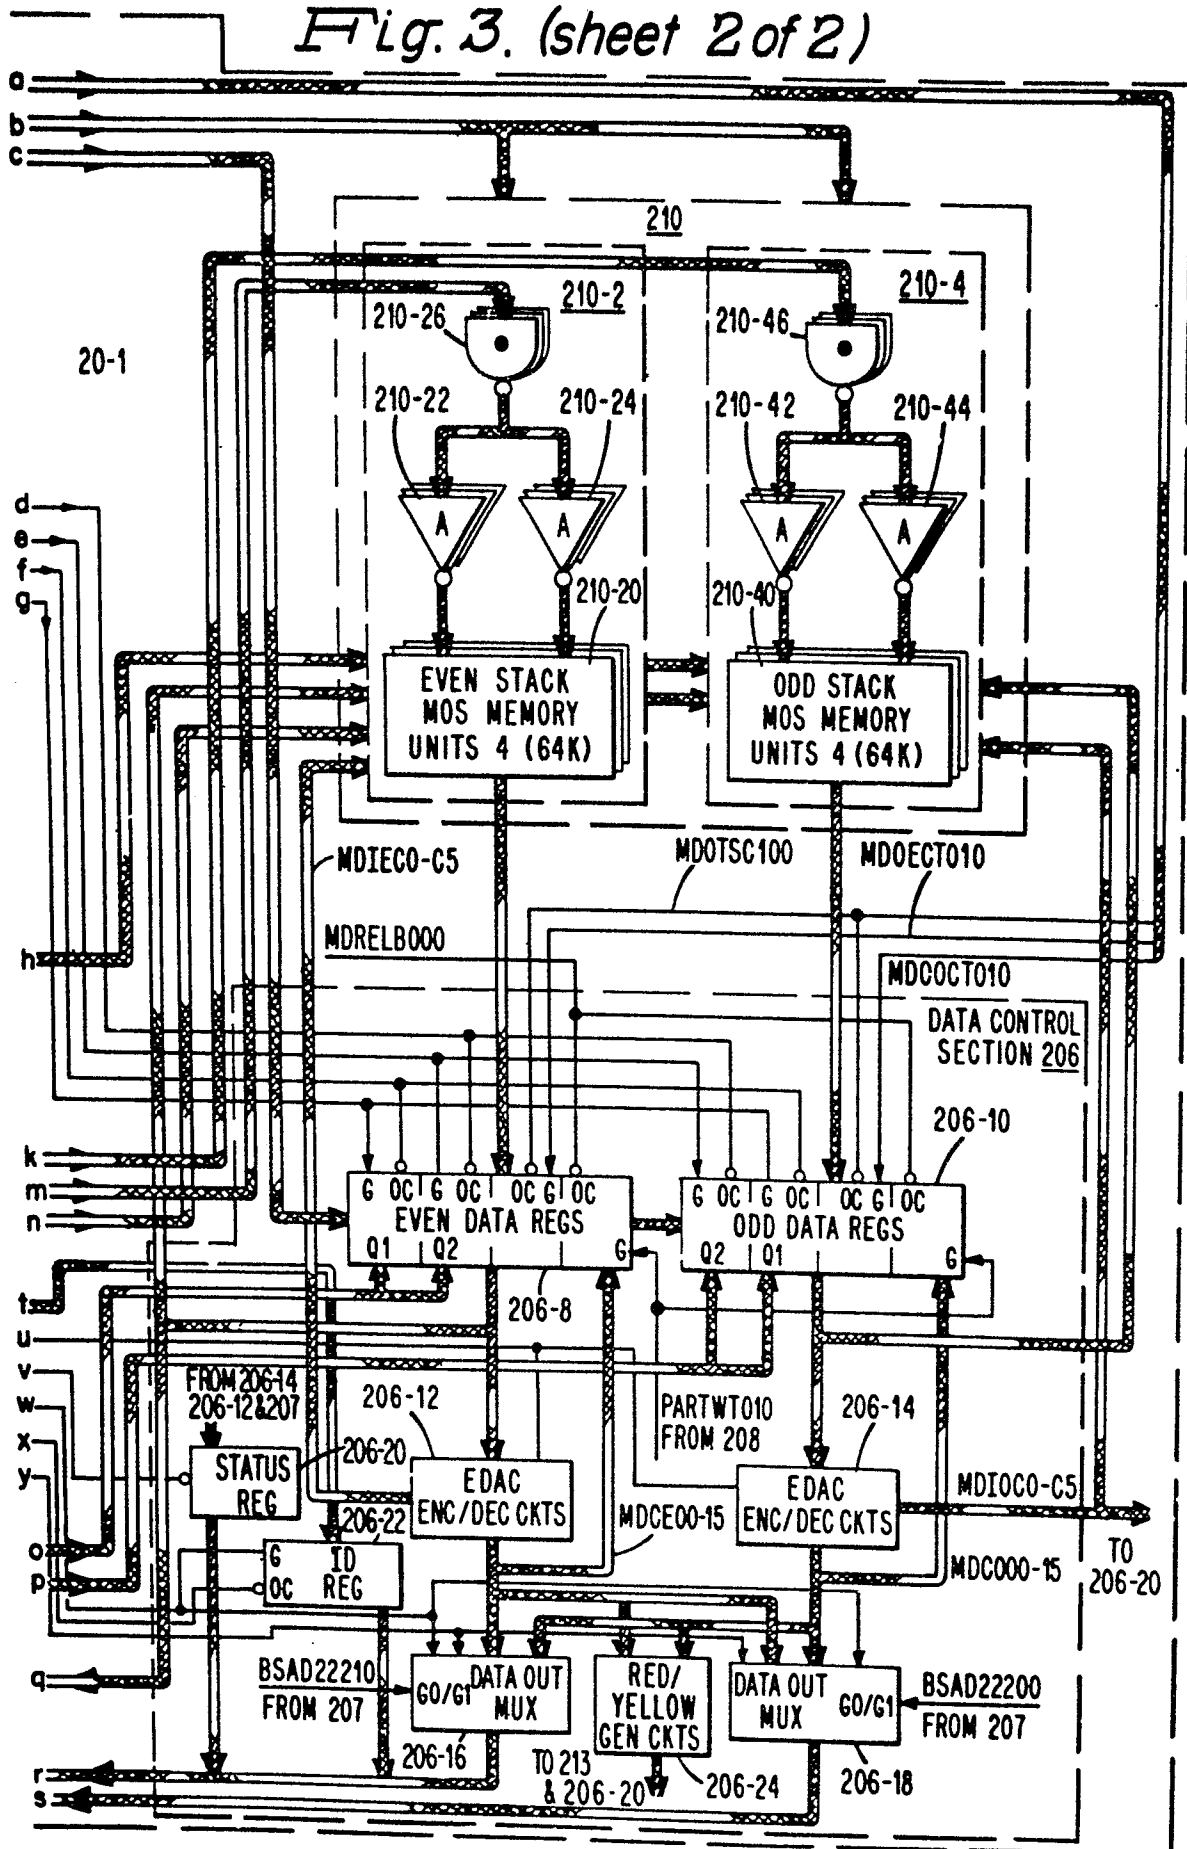 Fig. 3. (sheet 2 of 2)
a
b
c
210
210-2
210-4
210-26
210-46
20-1
210-22
210-24
210-42
210-44
A
A
A
A
d
e
f
g
210-20
210-40
EVEN STACK
MOS MEMORY
UNITS 4 (64K)
ODD STACK
MOS MEMORY
UNITS 4 (64K)
MDOTSC100
MDOECT010
MDIEC0-C5
MDRELB000
h
MDCOCT010
DATA CONTROL
SECTION 206
206-10
k
m
n
G OC G OC OC G OC
EVEN DATA REGS
Q1 Q2 G
G OC G OC OC G OC
ODD DATA REGS
Q2 Q1 G
206-8
t
u
v
w
x
y
FROM 206-14
206-12 & 207
206-12
PARTWT010
FROM 208
206-14
206-20
STATUS
REG
EDAC
ENC/DEC CKTS
EDAC
ENC/DEC CKTS
MDIOC0-C5
206-22
MDCE00-15
TO
206-20
G
OC
ID
REG
MDC000-15
o
p
q
BSAD22210
FROM 207
G0/G1
DATA OUT
MUX
RED/
YELLOW
GEN CKTS
DATA OUT
MUX
G0/G1
BSAD22200
FROM 207
206-16
TO 213
& 206-20
206-24
206-18
r
s